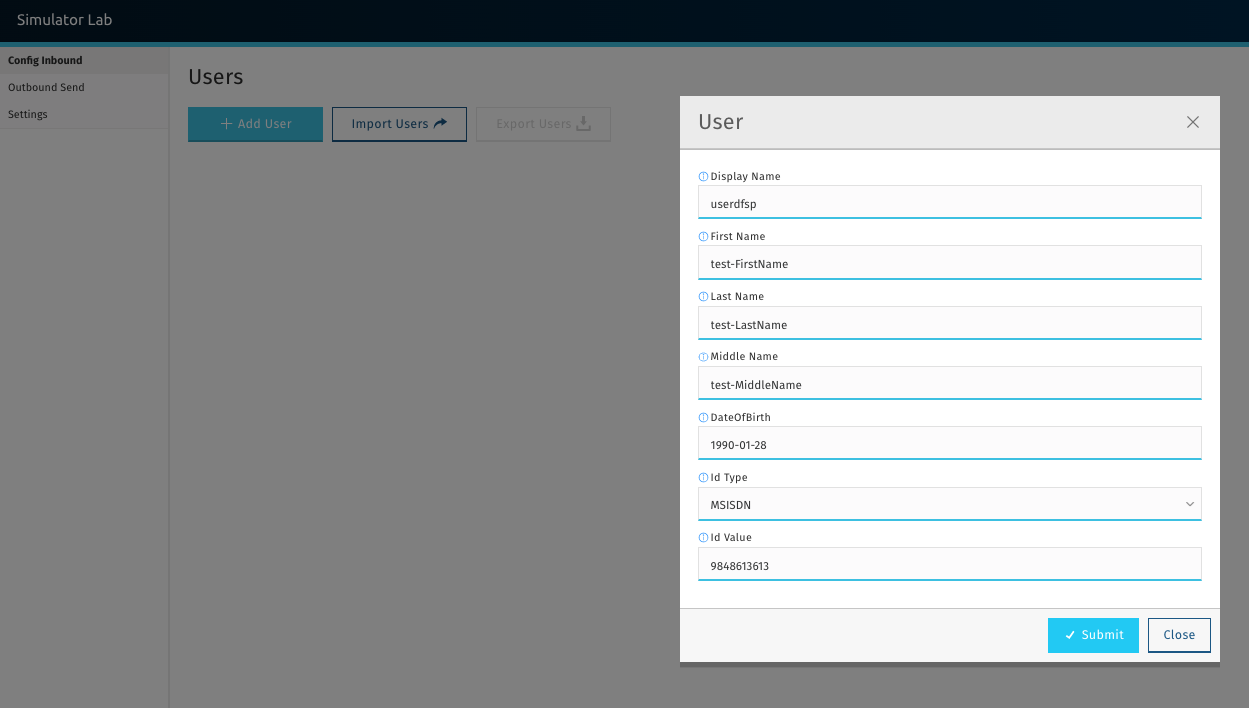 Simulator Lab
Config Inbound
Outbound Send
Settings
Users
Add User
Import Users
Export Users
User
Display Name
userdfsp
First Name
test-FirstName
Last Name
test-LastName
Middle Name
test-MiddleName
DateOfBirth
1990-01-28
Id Type
MSISDN
Id Value
9848613613
Submit
Close